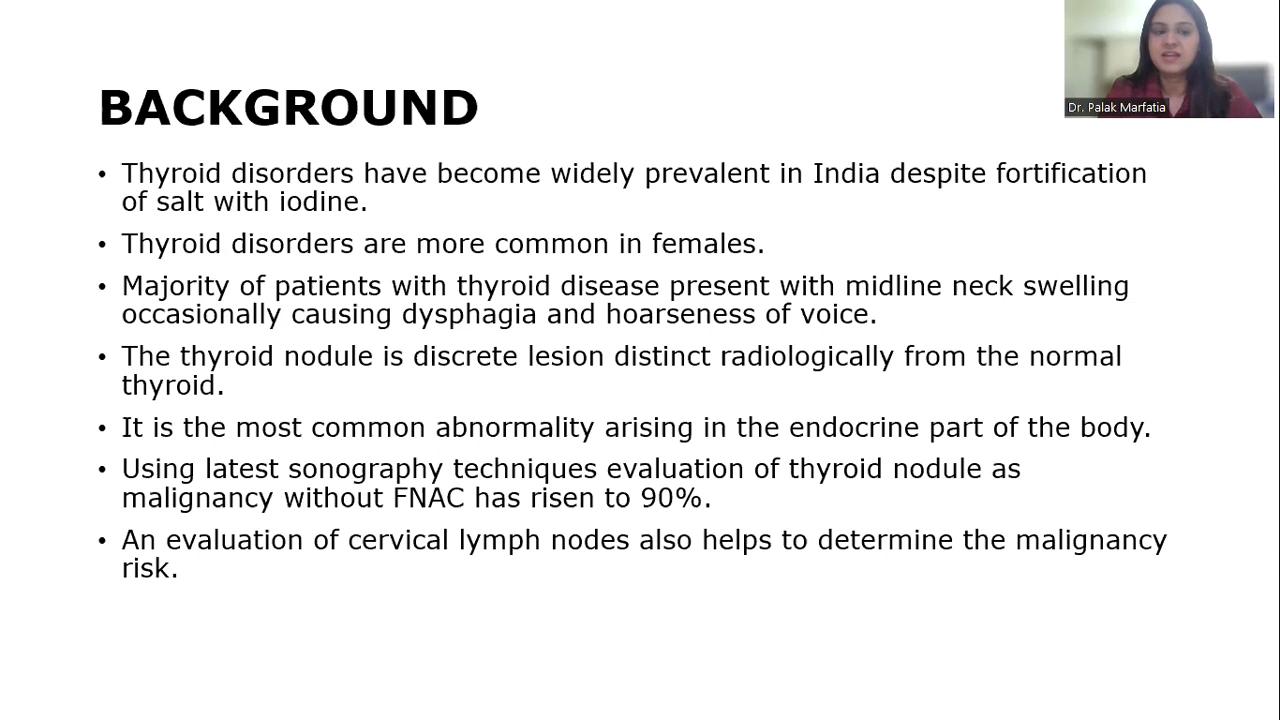 Dr. Palak Marfatia
BACKGROUND
• Thyroid disorders have become widely prevalent in India despite fortification
of salt with iodine.
• Thyroid disorders are more common in females.
• Majority of patients with thyroid disease present with midline neck swelling
occasionally causing dysphagia and hoarseness of voice.
• The thyroid nodule is discrete lesion distinct radiologically from the normal
thyroid.
• It is the most common abnormality arising in the endocrine part of the body.
• Using latest sonography techniques evaluation of thyroid nodule as
malignancy without FNAC has risen to 90%.
• An evaluation of cervical lymph nodes also helps to determine the malignancy
risk.